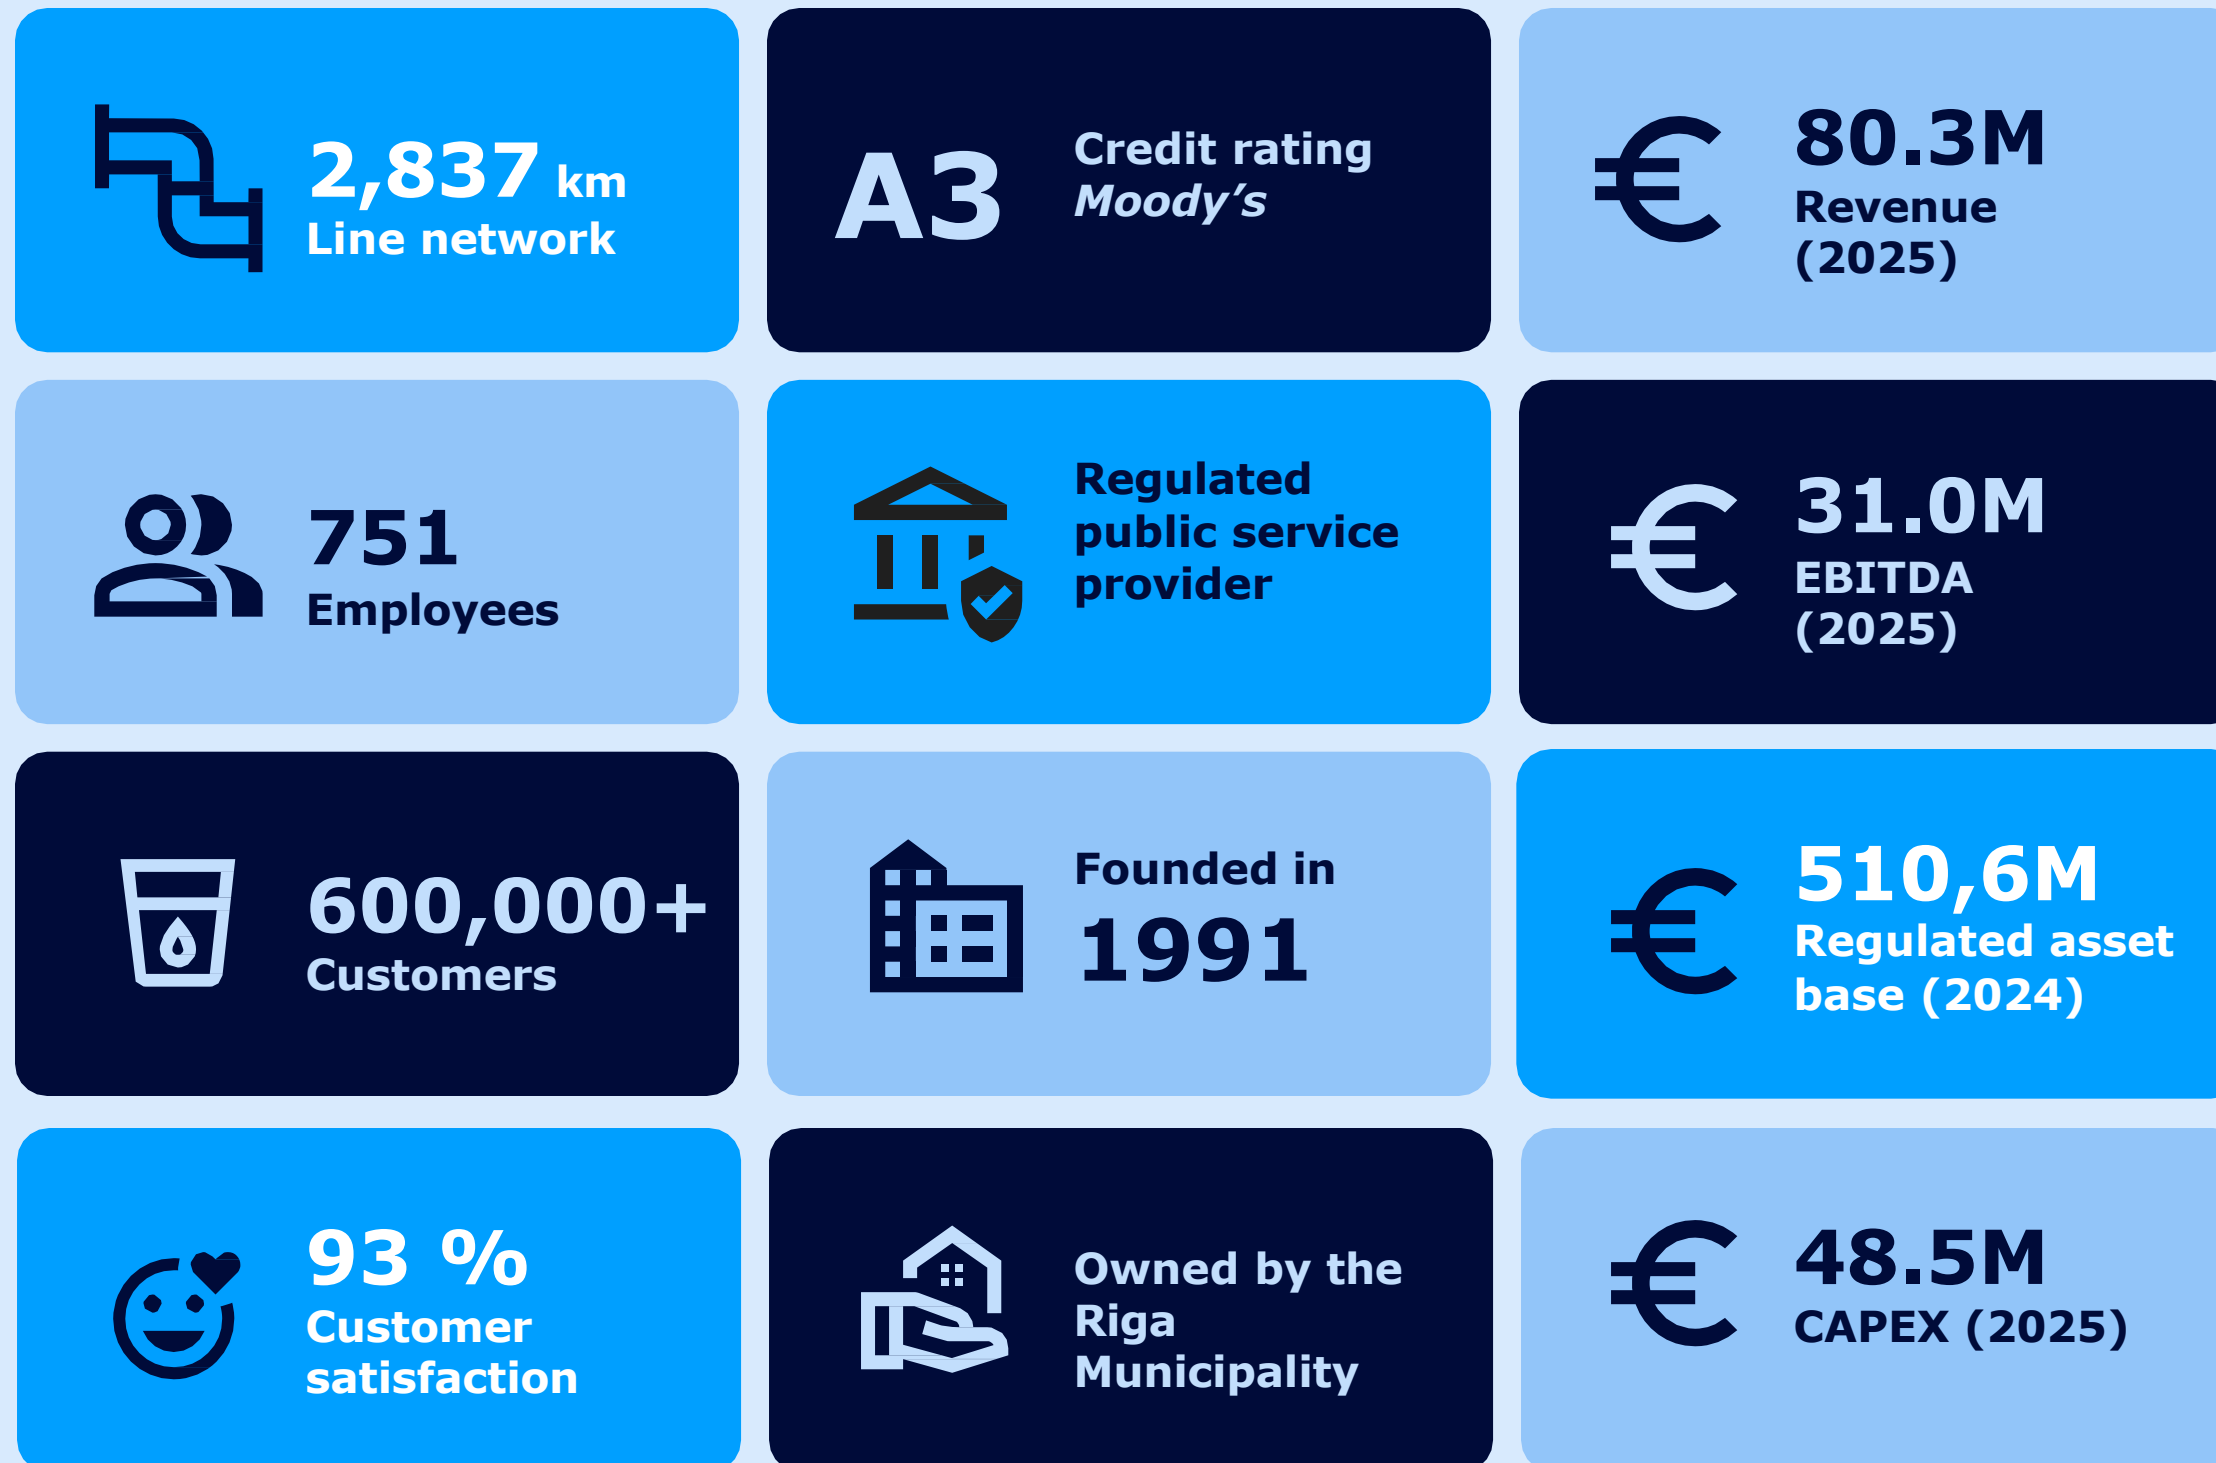 2,837 km
Line network
A3
Credit rating
Moody’s
€
80.3M
Revenue
(2025)
751
Employees
Regulated
public service
provider
€
31.0M
EBITDA
(2025)
600,000+
Customers
Founded in
1991
€
510,6M
Regulated asset
base (2024)
93 %
Customer
satisfaction
Owned by the
Riga
Municipality
€
48.5M
CAPEX (2025)